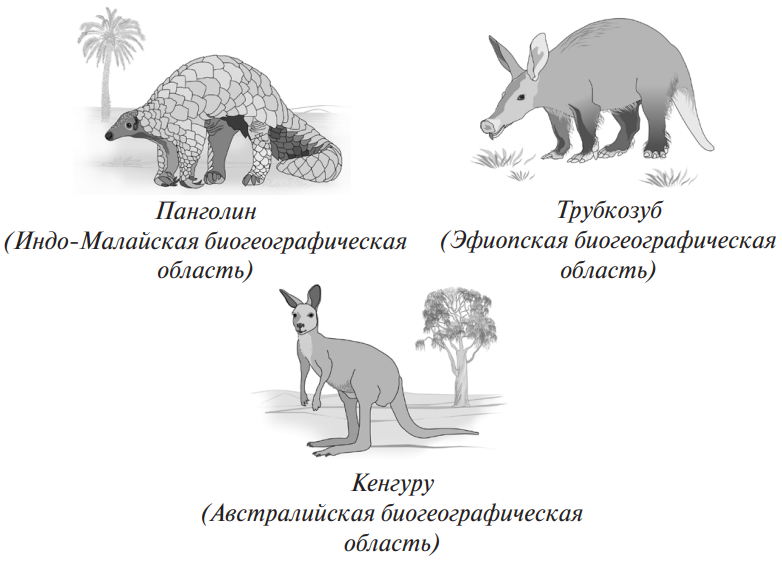 Панголин
(Индо-Малайская биогеографическая
область)
Трубкозуб
(Эфиопская биогеографическая
область)
Кенгуру
(Австралийская биогеографическая
область)